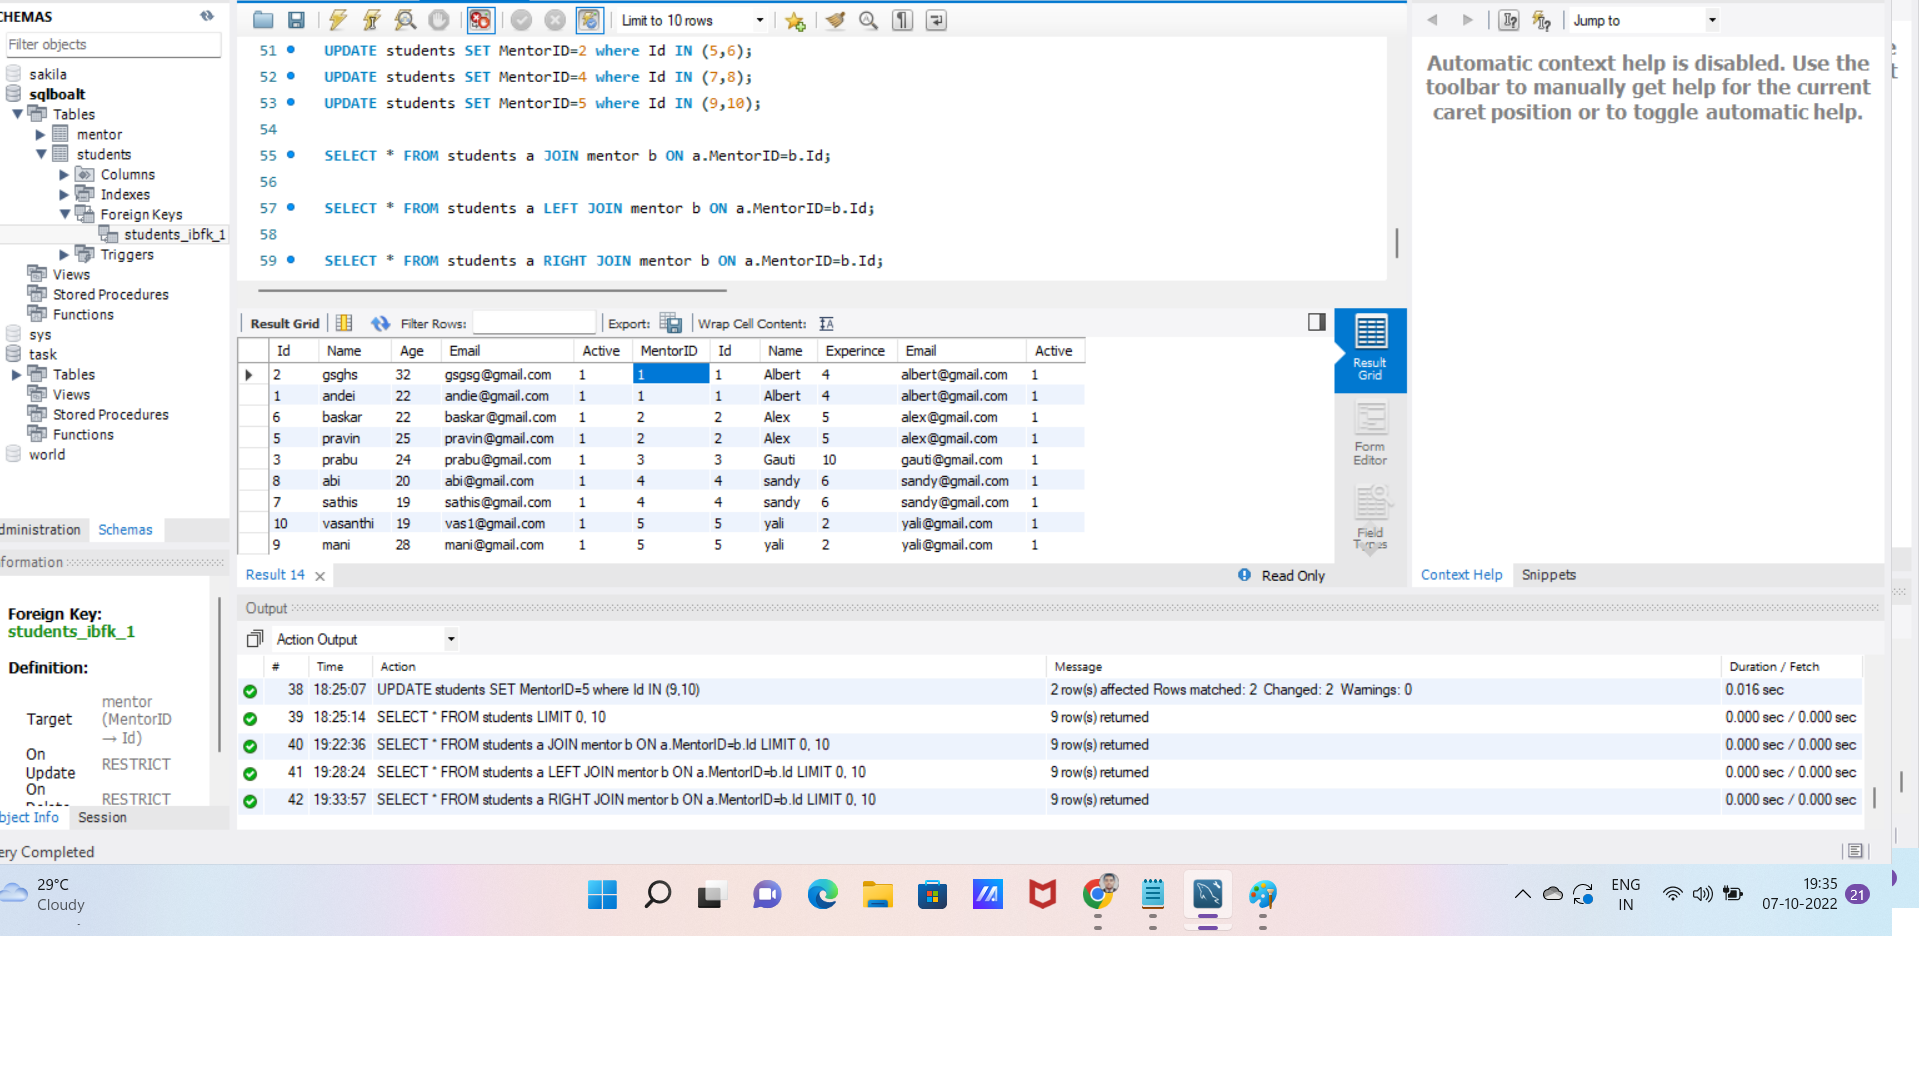 CHEMAS
Filter objects
sakila
sqlboalt
Tables
mentor
students
Columns
Indexes
Foreign Keys
students_ibfk_1
Triggers
Views
Stored Procedures
Functions
sys
task
Tables
Views
Stored Procedures
Functions
world
dministration Schemas
formation
Foreign Key:
students_ibfk_1
Definition:
Target mentor (MentorID → Id)
On Update RESTRICT
On RESTRICT
bject Info Session
ery Completed
Limit to 10 rows
51 UPDATE students SET MentorID=2 where Id IN (5,6);
52 UPDATE students SET MentorID=4 where Id IN (7,8);
53 UPDATE students SET MentorID=5 where Id IN (9,10);
54
55 SELECT * FROM students a JOIN mentor b ON a.MentorID=b.Id;
56
57 SELECT * FROM students a LEFT JOIN mentor b ON a.MentorID=b.Id;
58
59 SELECT * FROM students a RIGHT JOIN mentor b ON a.MentorID=b.Id;
Result Grid Filter Rows: Export: Wrap Cell Content:
Id Name Age Email Active MentorID Id Name Experince Email Active
2 gsghs 32 gsgsg@gmail.com 1 1 1 Albert 4 albert@gmail.com 1
1 andei 22 andie@gmail.com 1 1 1 Albert 4 albert@gmail.com 1
6 baskar 22 baskar@gmail.com 1 2 2 Alex 5 alex@gmail.com 1
5 pravin 25 pravin@gmail.com 1 2 2 Alex 5 alex@gmail.com 1
3 prabu 24 prabu@gmail.com 1 3 3 Gauti 10 gauti@gmail.com 1
8 abi 20 abi@gmail.com 1 4 4 sandy 6 sandy@gmail.com 1
7 sathis 19 sathis@gmail.com 1 4 4 sandy 6 sandy@gmail.com 1
10 vasanthi 19 vas1@gmail.com 1 5 5 yali 2 yali@gmail.com 1
9 mani 28 mani@gmail.com 1 5 5 yali 2 yali@gmail.com 1
Result Grid
Form Editor
Field Types
Result 14 Read Only
Jump to
Automatic context help is disabled. Use the
toolbar to manually get help for the current
caret position or to toggle automatic help.
Context Help Snippets
Output
Action Output
# Time Action Message Duration / Fetch
38 18:25:07 UPDATE students SET MentorID=5 where Id IN (9,10) 2 row(s) affected Rows matched: 2 Changed: 2 Warnings: 0 0.016 sec
39 18:25:14 SELECT * FROM students LIMIT 0, 10 9 row(s) returned 0.000 sec / 0.000 sec
40 19:22:36 SELECT * FROM students a JOIN mentor b ON a.MentorID=b.Id LIMIT 0, 10 9 row(s) returned 0.000 sec / 0.000 sec
41 19:28:24 SELECT * FROM students a LEFT JOIN mentor b ON a.MentorID=b.Id LIMIT 0, 10 9 row(s) returned 0.000 sec / 0.000 sec
42 19:33:57 SELECT * FROM students a RIGHT JOIN mentor b ON a.MentorID=b.Id LIMIT 0, 10 9 row(s) returned 0.000 sec / 0.000 sec
29°C
Cloudy
ENG
IN
19:35
07-10-2022
21